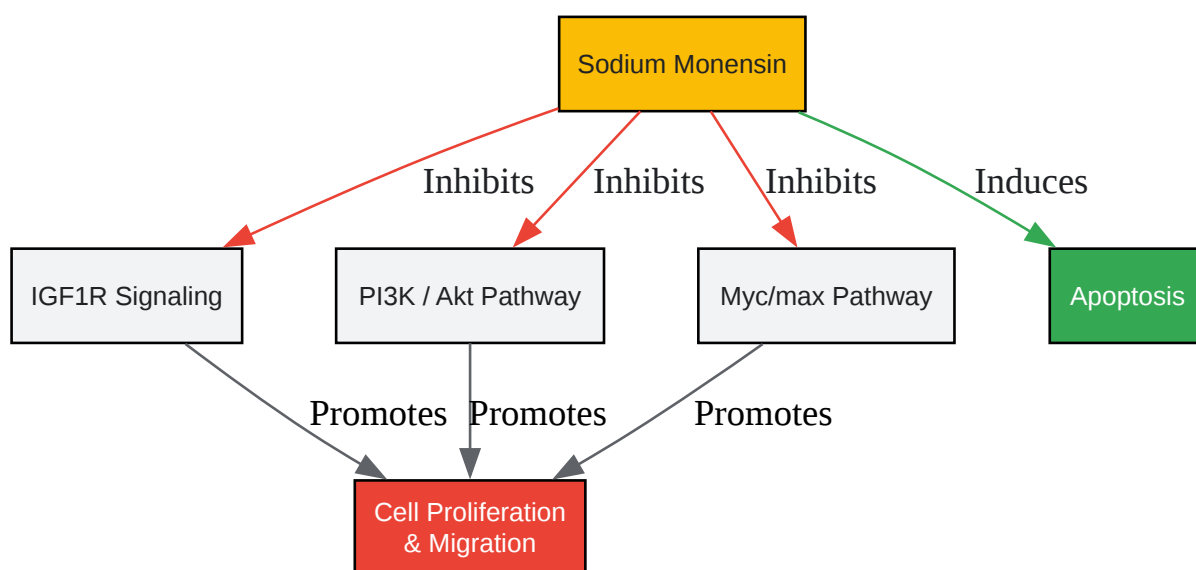 Sodium Monensin
Inhibits
Inhibits
Inhibits
Induces
IGF1R Signaling
PI3K / Akt Pathway
Myc/max Pathway
Apoptosis
Promotes
Promotes
Promotes
Cell Proliferation
& Migration